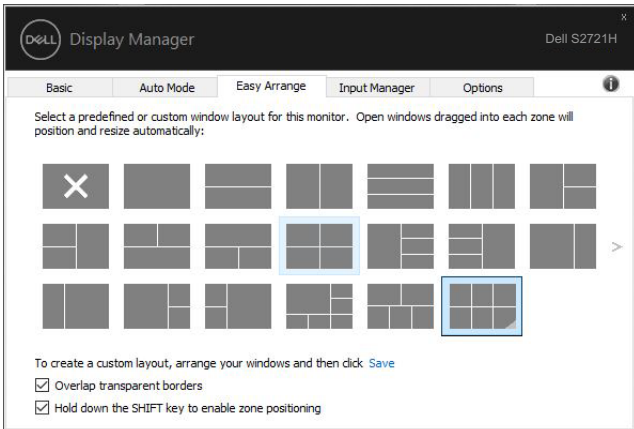 x
DELL Display Manager Dell S2721H
Basic Auto Mode Easy Arrange Input Manager Options i
Select a predefined or custom window layout for this monitor. Open windows dragged into each zone will
position and resize automatically:
>
To create a custom layout, arrange your windows and then click Save
Overlap transparent borders
Hold down the SHIFT key to enable zone positioning